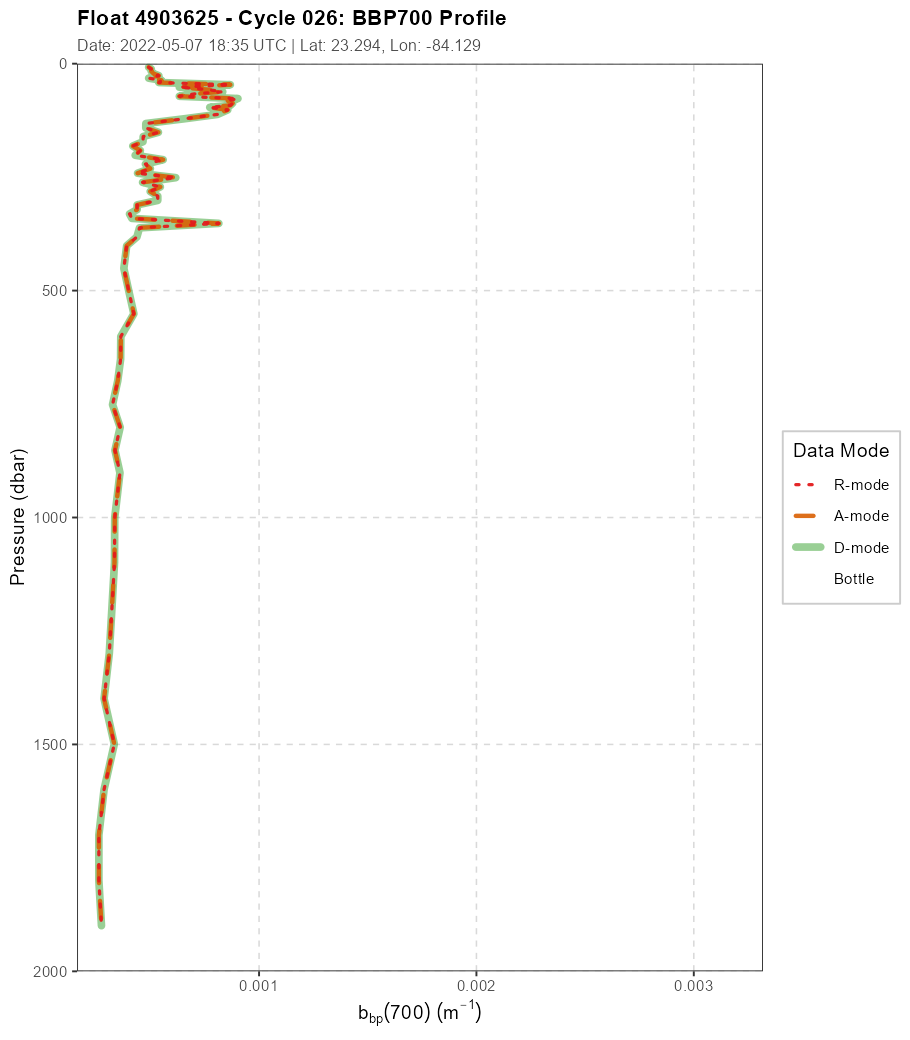 Float 4903625 - Cycle 026: BBP700 Profile
Date: 2022-05-07 18:35 UTC | Lat: 23.294, Lon: -84.129
0
500
1000
1500
2000
Pressure (dbar)
0.001
0.002
0.003
b_bp(700) (m⁻¹)
Data Mode
R-mode
A-mode
D-mode
Bottle